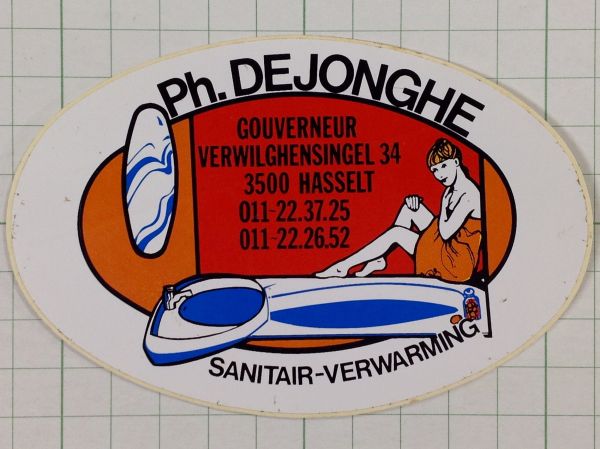 Ph. DEJONGHE
GOUVERNEUR
VERWILGHENSINGEL 34
3500 HASSELT
011-22.37.25
011-22.26.52
SANITAIR-VERWARMING